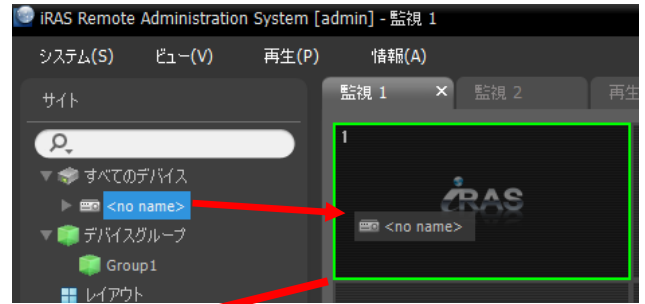 iRAS Remote Administration System [admin] - 監視 1
システム(S) ビュー(V) 再生(P) 情報(A)
サイト
監視 1 × 監視 2 再生
すべてのデバイス
<no name>
デバイスグループ
Group1
レイアウト
1
iRAS
<no name>